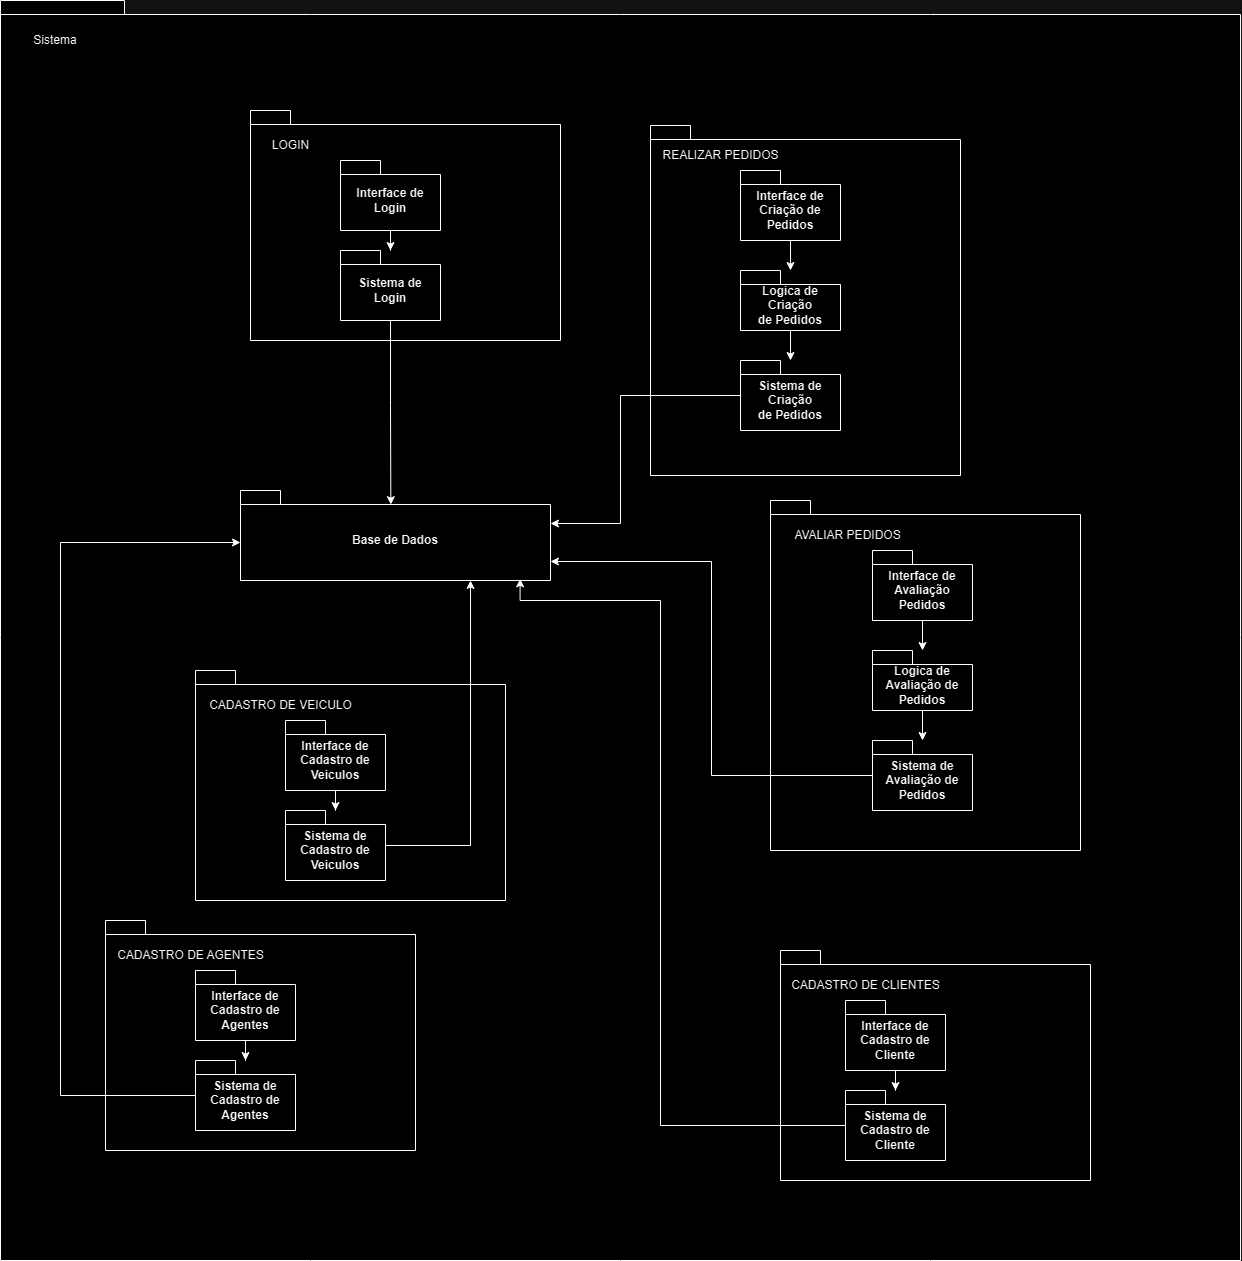 Sistema
LOGIN
Interface de
Login
Sistema de
Login
REALIZAR PEDIDOS
Interface de
Criação de
Pedidos
Logica de
Criação
de Pedidos
Sistema de
Criação
de Pedidos
Base de Dados
AVALIAR PEDIDOS
Interface de
Avaliação
Pedidos
Logica de
Avaliação de
Pedidos
Sistema de
Avaliação de
Pedidos
CADASTRO DE VEICULO
Interface de
Cadastro de
Veiculos
Sistema de
Cadastro de
Veiculos
CADASTRO DE AGENTES
Interface de
Cadastro de
Agentes
Sistema de
Cadastro de
Agentes
CADASTRO DE CLIENTES
Interface de
Cadastro de
Cliente
Sistema de
Cadastro de
Cliente